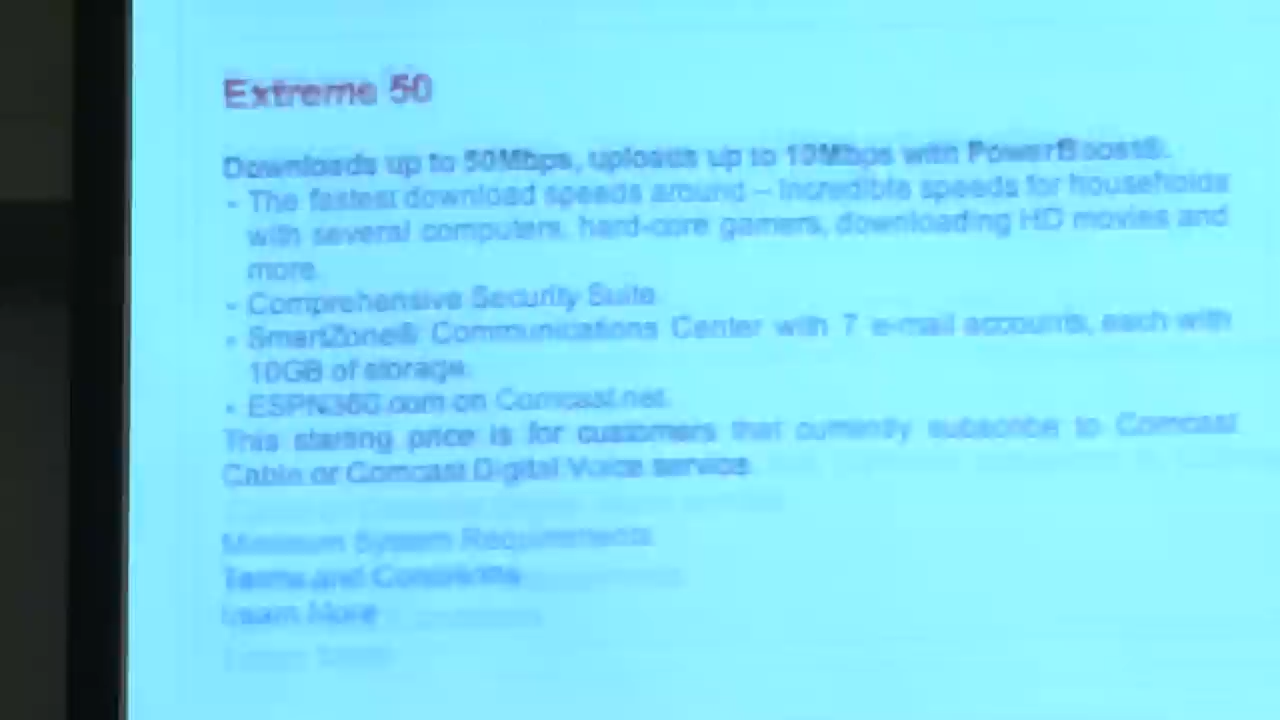 Extreme 50
Downloads up to 50Mbps, uploads up to 10Mbps with PowerBoost®.
- The fastest download speeds around – Incredible speeds for households
with several computers, hard-core gamers, downloading HD movies and
more.
- Comprehensive Security Suite.
- SmartZone® Communications Center with 7 e-mail accounts, each with
10GB of storage.
- ESPN360.com on Comcast.net.
This starting price is for customers that currently subscribe to Comcast
Cable or Comcast Digital Voice service.
Minimum System Requirements
Terms and Conditions
Learn More